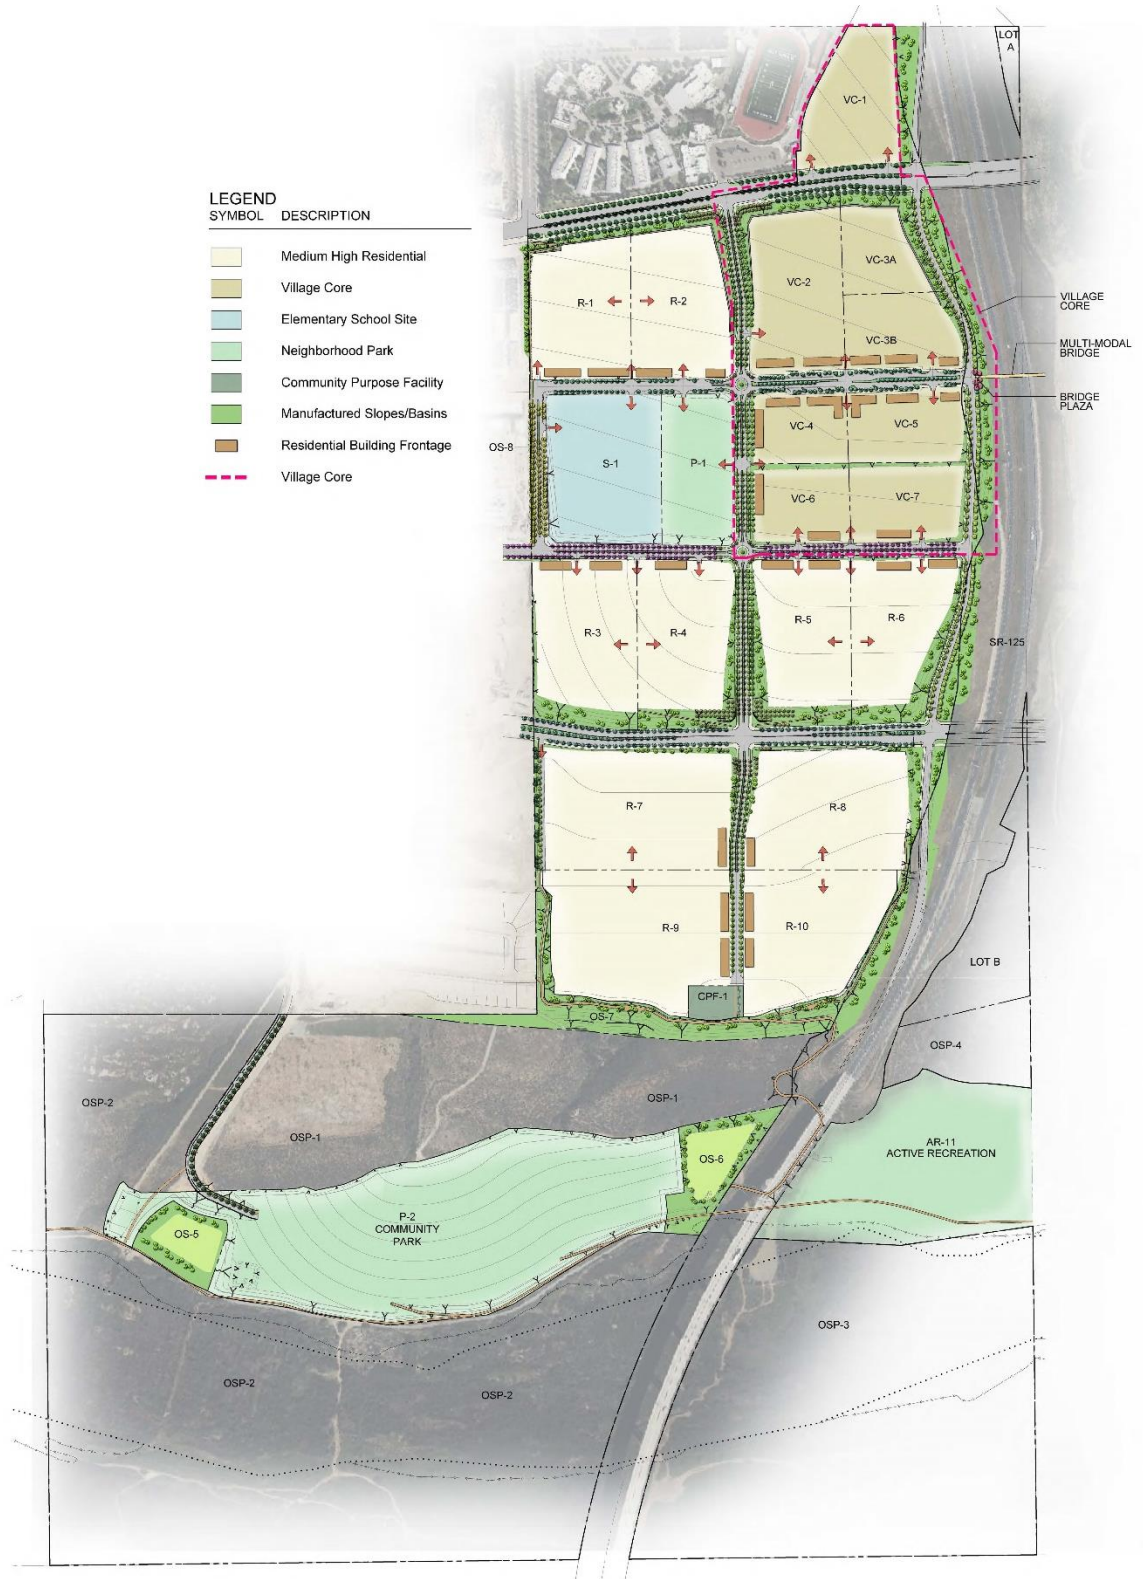 LOT
A
VC-1
LEGEND
SYMBOL DESCRIPTION
Medium High Residential
Village Core
Elementary School Site
Neighborhood Park
Community Purpose Facility
Manufactured Slopes/Basins
Residential Building Frontage
Village Core
VC-2
VC-3A
VC-3B
R-1
R-2
VILLAGE
CORE
MULTI-MODAL
BRIDGE
BRIDGE
PLAZA
OS-8
S-1
P-1
VC-4
VC-5
VC-6
VC-7
R-3
R-4
R-5
R-6
SR-125
R-7
R-8
R-9
R-10
LOT B
CPF-1
OS-7
OSP-4
OSP-2
OSP-1
OSP-1
OS-6
AR-11
ACTIVE RECREATION
P-2
COMMUNITY
PARK
OS-5
OSP-3
OSP-2
OSP-2